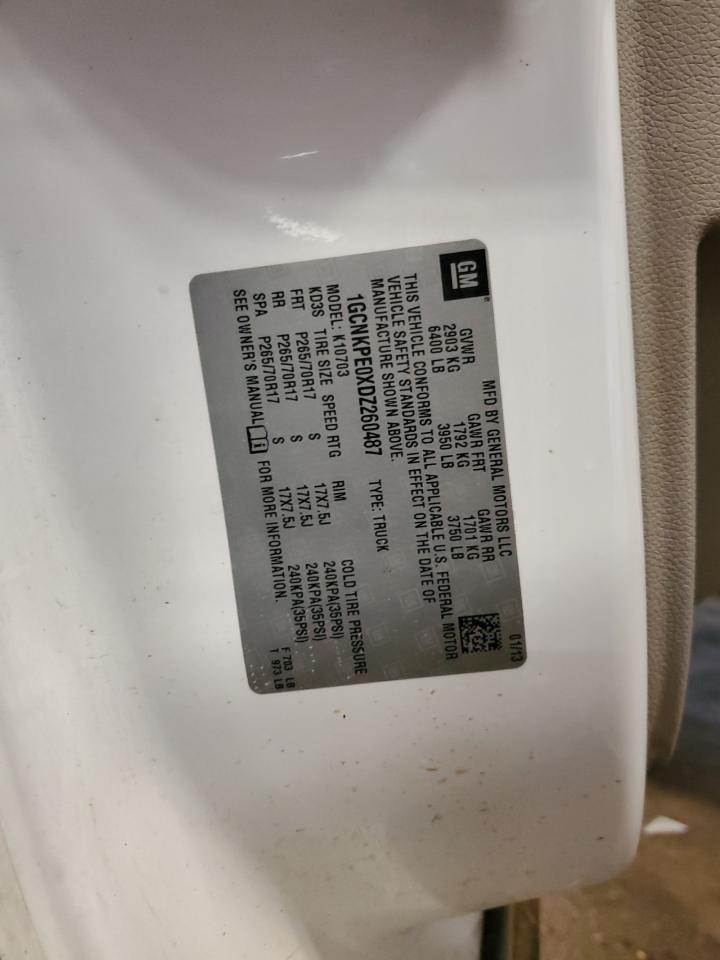 GM
01/13
MFD BY GENERAL MOTORS LLC
GVWR GAWR FRT GAWR RR
2903 KG 1792 KG 1701 KG
6400 LB 3950 LB 3750 LB
THIS VEHICLE CONFORMS TO ALL APPLICABLE U.S. FEDERAL MOTOR
VEHICLE SAFETY STANDARDS IN EFFECT ON THE DATE OF
MANUFACTURE SHOWN ABOVE.
1GCNKPE0XDZ260487 TYPE: TRUCK
MODEL: K10703
KD3S TIRE SIZE SPEED RTG RIM COLD TIRE PRESSURE
FRT P265/70R17 S 17X7.5J 240KPA(35PSI)
RR P265/70R17 S 17X7.5J 240KPA(35PSI)
SPA P265/70R17 S 17X7.5J 240KPA(35PSI)
SEE OWNER'S MANUAL FOR MORE INFORMATION.
F 703 LB
T 973 LB